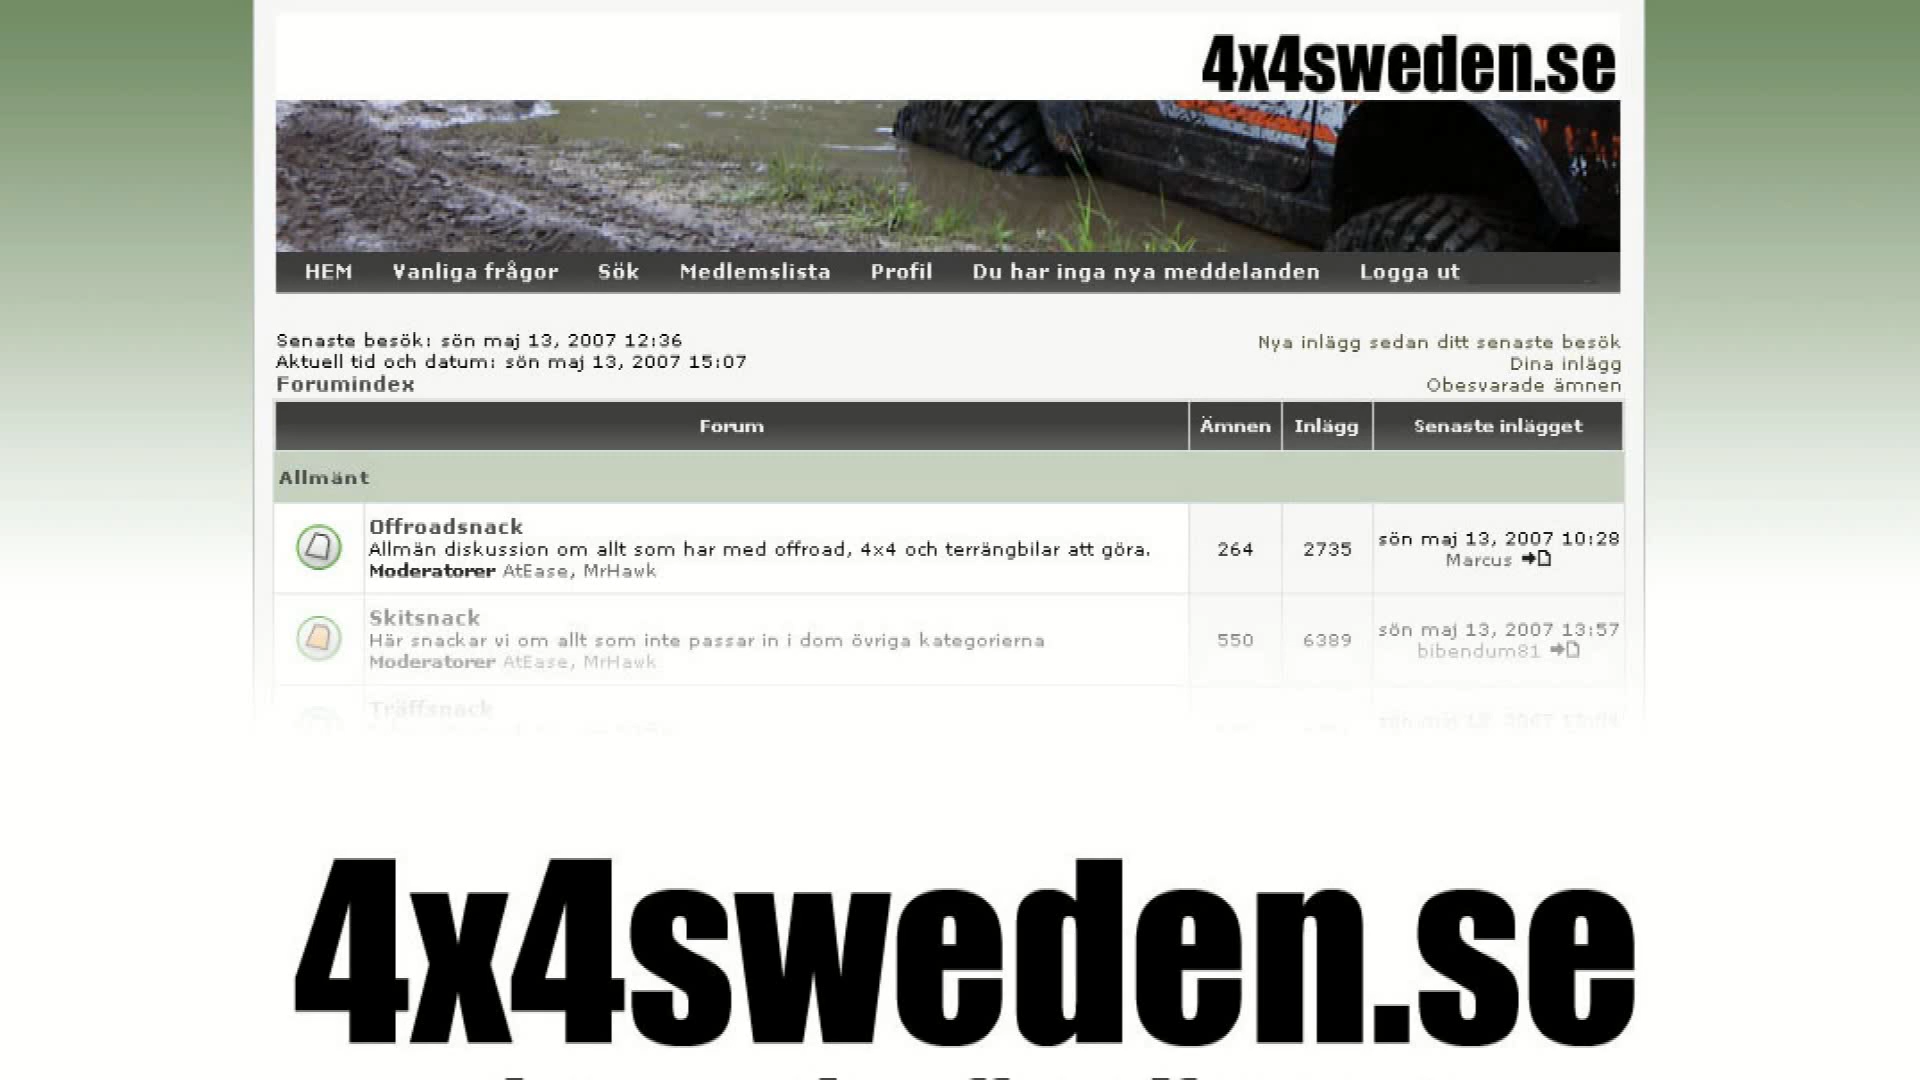 4x4sweden.se
HEM Vanliga frågor Sök Medlemslista Profil Du har inga nya meddelanden Logga ut
Senaste besök: sön maj 13, 2007 12:36
Aktuell tid och datum: sön maj 13, 2007 15:07
Forumindex
Nya inlägg sedan ditt senaste besök
Dina inlägg
Obesvarade ämnen
Forum Ämnen Inlägg Senaste inlägget
Allmänt
Offroadsnack
Allmän diskussion om allt som har med offroad, 4x4 och terrängbilar att göra.
Moderatorer AtEase, MrHawk
264 2735 sön maj 13, 2007 10:28
Marcus
Skitsnack
Här snackar vi om allt som inte passar in i dom övriga kategorierna
Moderatorer AtEase, MrHawk
550 6389 sön maj 13, 2007 13:57
bibendum81
Träffsnack
4x4sweden.se